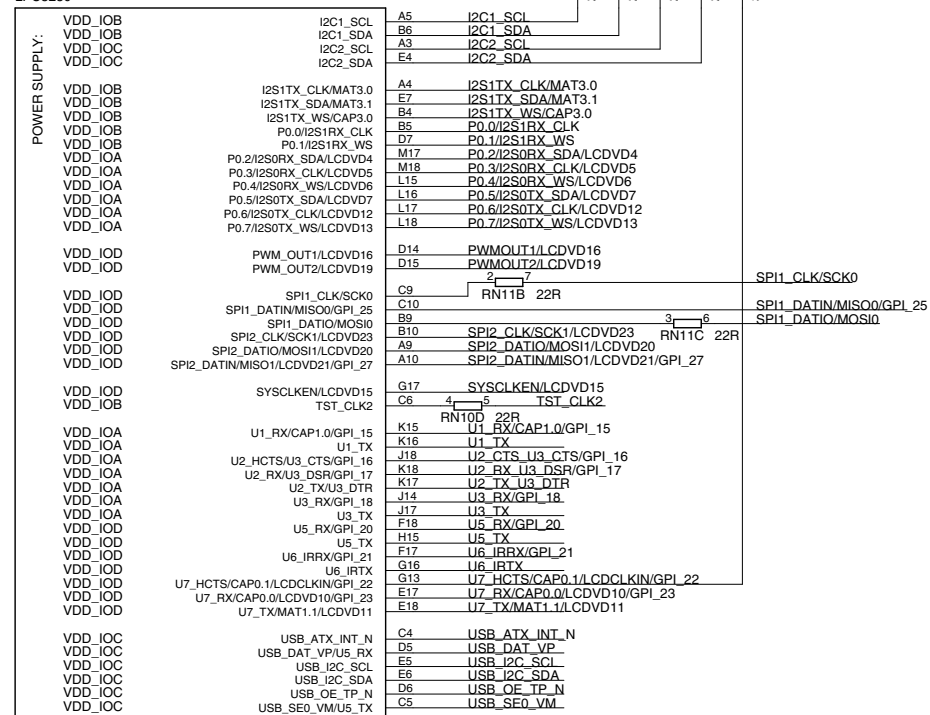 POWER SUPPLY:
VDD_IOB I2C1_SCL A5 I2C1_SCL
VDD_IOB I2C1_SDA B6 I2C1_SDA
VDD_IOC I2C2_SCL A3 I2C2_SCL
VDD_IOC I2C2_SDA E4 I2C2_SDA
VDD_IOB I2S1TX_CLK/MAT3.0 A4 I2S1TX_CLK/MAT3.0
VDD_IOB I2S1TX_SDA/MAT3.1 E7 I2S1TX_SDA/MAT3.1
VDD_IOB I2S1TX_WS/CAP3.0 B4 I2S1TX_WS/CAP3.0
VDD_IOB P0.0/I2S1RX_CLK B5 P0.0/I2S1RX_CLK
VDD_IOB P0.1/I2S1RX_WS D7 P0.1/I2S1RX_WS
VDD_IOA P0.2/I2S0RX_SDA/LCDVD4 M17 P0.2/I2S0RX_SDA/LCDVD4
VDD_IOA P0.3/I2S0RX_CLK/LCDVD5 M18 P0.3/I2S0RX_CLK/LCDVD5
VDD_IOA P0.4/I2S0RX_WS/LCDVD6 L15 P0.4/I2S0RX_WS/LCDVD6
VDD_IOA P0.5/I2S0TX_SDA/LCDVD7 L16 P0.5/I2S0TX_SDA/LCDVD7
VDD_IOA P0.6/I2S0TX_CLK/LCDVD12 L17 P0.6/I2S0TX_CLK/LCDVD12
VDD_IOA P0.7/I2S0TX_WS/LCDVD13 L18 P0.7/I2S0TX_WS/LCDVD13
VDD_IOD PWM_OUT1/LCDVD16 D14 PWMOUT1/LCDVD16
VDD_IOD PWM_OUT2/LCDVD19 D15 PWMOUT2/LCDVD19
2 7 SPI1_CLK/SCK0
RN11B 22R
VDD_IOD SPI1_CLK/SCK0 C9
VDD_IOD SPI1_DATIN/MISO0/GPI_25 C10 SPI1_DATIN/MISO0/GPI_25
VDD_IOD SPI1_DATIO/MOSI0 B9 3 6 SPI1_DATIO/MOSI0
RN11C 22R
VDD_IOD SPI2_CLK/SCK1/LCDVD23 B10 SPI2_CLK/SCK1/LCDVD23
VDD_IOD SPI2_DATIO/MOSI1/LCDVD20 A9 SPI2_DATIO/MOSI1/LCDVD20
VDD_IOD SPI2_DATIN/MISO1/LCDVD21/GPI_27 A10 SPI2_DATIN/MISO1/LCDVD21/GPI_27
VDD_IOD SYSCLKEN/LCDVD15 G17 SYSCLKEN/LCDVD15
VDD_IOB TST_CLK2 C6 4 5 TST_CLK2
RN10D 22R
VDD_IOA U1_RX/CAP1.0/GPI_15 K15 U1_RX/CAP1.0/GPI_15
VDD_IOA U1_TX K16 U1_TX
VDD_IOA U2_HCTS/U3_CTS/GPI_16 J18 U2_CTS_U3_CTS/GPI_16
VDD_IOA U2_RX/U3_DSR/GPI_17 K18 U2_RX_U3_DSR/GPI_17
VDD_IOA U2_TX/U3_DTR K17 U2_TX_U3_DTR
VDD_IOA U3_RX/GPI_18 J14 U3_RX/GPI_18
VDD_IOA U3_TX J17 U3_TX
VDD_IOD U5_RX/GPI_20 F18 U5_RX/GPI_20
VDD_IOD U5_TX H15 U5_TX
VDD_IOD U6_IRRX/GPI_21 F17 U6_IRRX/GPI_21
VDD_IOD U6_IRTX G16 U6_IRTX
VDD_IOD U7_HCTS/CAP0.1/LCDCLKIN/GPI_22 G13 U7_HCTS/CAP0.1/LCDCLKIN/GPI_22
VDD_IOD U7_RX/CAP0.0/LCDVD10/GPI_23 E17 U7_RX/CAP0.0/LCDVD10/GPI_23
VDD_IOD U7_TX/MAT1.1/LCDVD11 E18 U7_TX/MAT1.1/LCDVD11
VDD_IOC USB_ATX_INT_N C4 USB_ATX_INT_N
VDD_IOC USB_DAT_VP/U5_RX D5 USB_DAT_VP
VDD_IOC USB_I2C_SCL E5 USB_I2C_SCL
VDD_IOC USB_I2C_SDA E6 USB_I2C_SDA
VDD_IOC USB_OE_TP_N D6 USB_OE_TP_N
VDD_IOC USB_SE0_VM/U5_TX C5 USB_SE0_VM